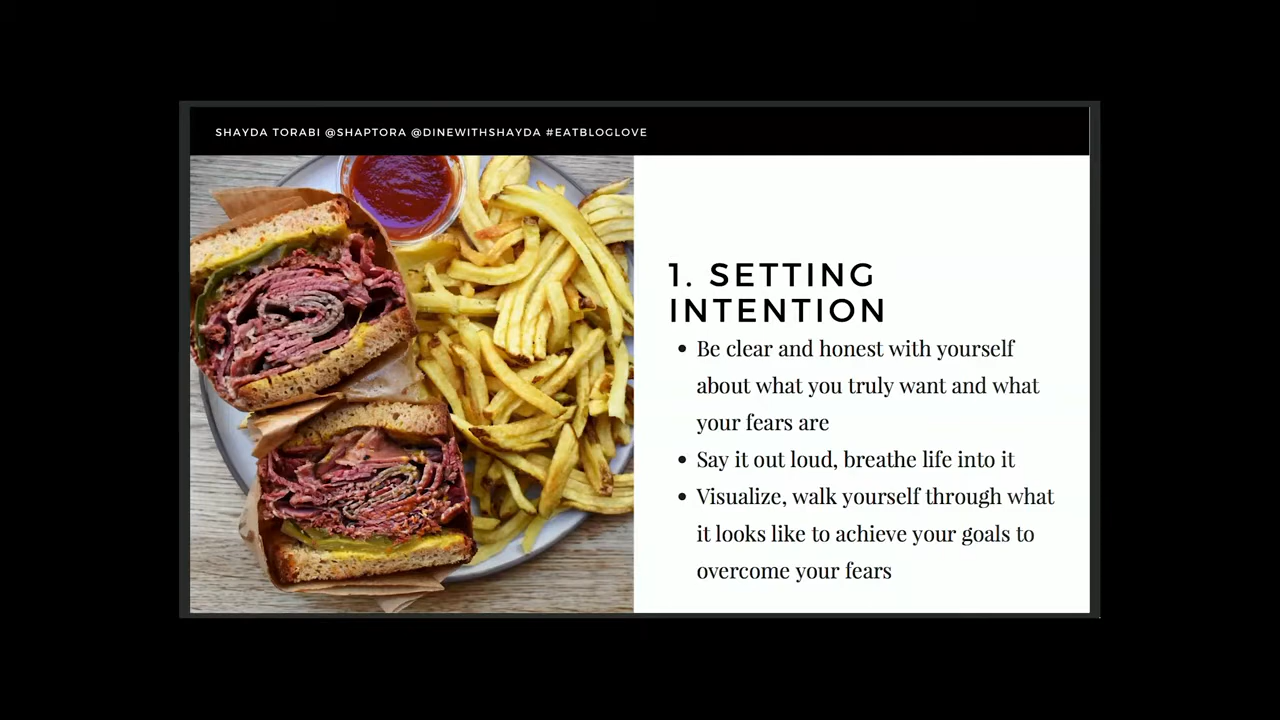 SHAYDA TORABI @SHAPTORA @DINEWITHSHAYDA #EATBLOGLOVE
1. SETTING
INTENTION
• Be clear and honest with yourself
about what you truly want and what
your fears are
• Say it out loud, breathe life into it
• Visualize, walk yourself through what
it looks like to achieve your goals to
overcome your fears